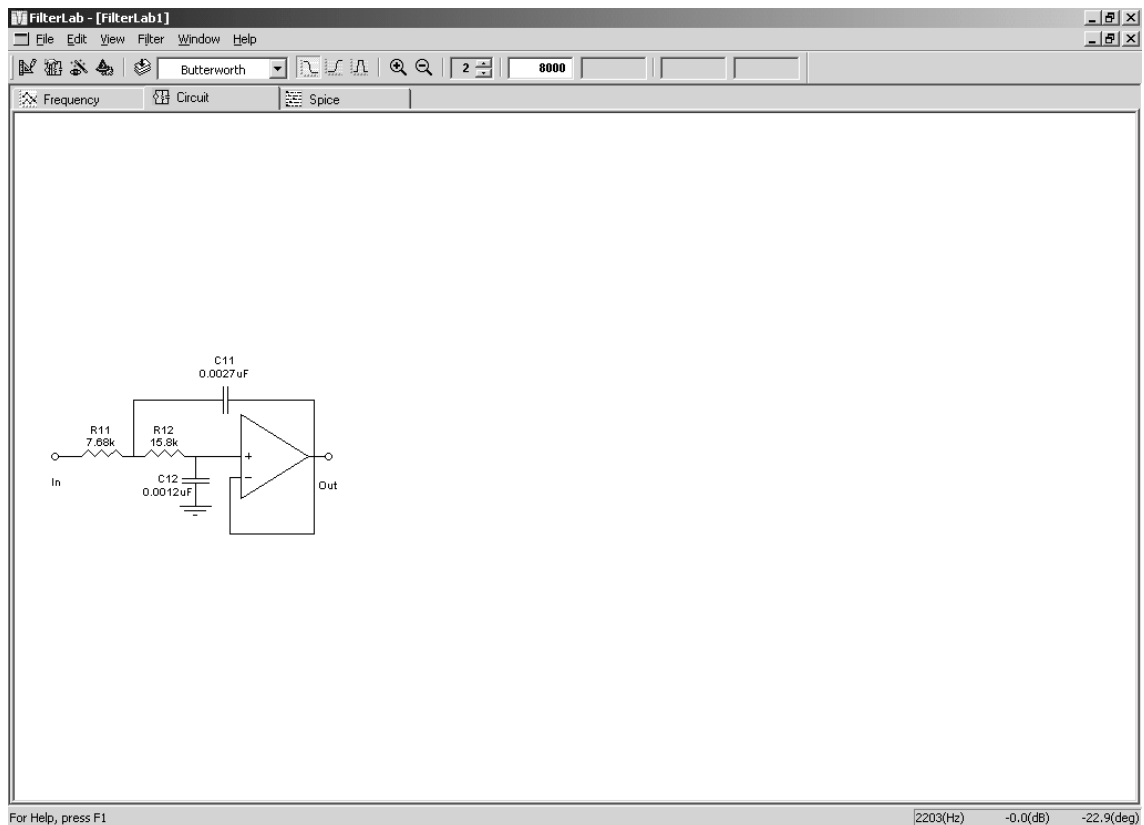 FilterLab - [FilterLab1]
File Edit View Filter Window Help
Butterworth 2 8000
Frequency Circuit Spice
C11
0.0027uF
R11 R12
7.68k 15.8k
+
−
In C12 Out
0.0012uF
For Help, press F1 2203(Hz) -0.0(dB) -22.9(deg)